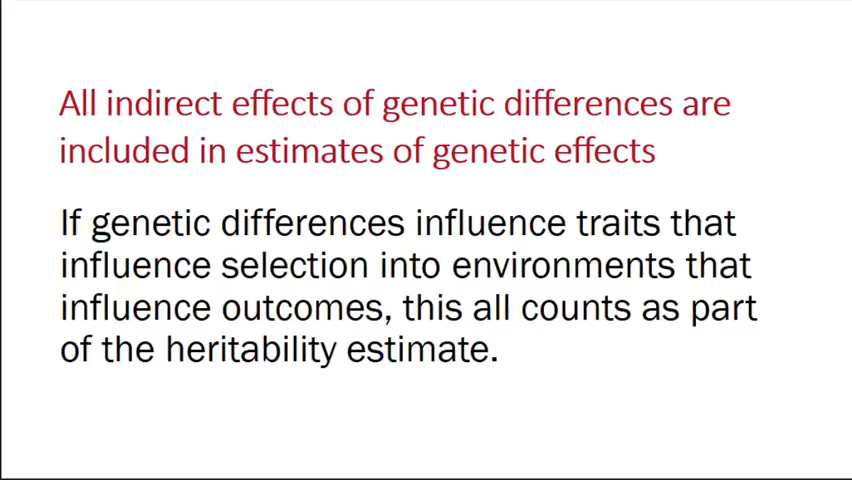 All indirect effects of genetic differences are
included in estimates of genetic effects
If genetic differences influence traits that
influence selection into environments that
influence outcomes, this all counts as part
of the heritability estimate.